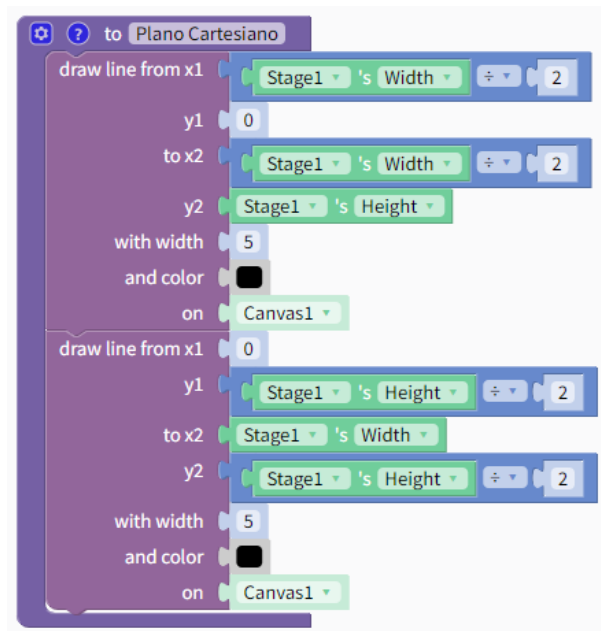 ? to Plano Cartesiano
draw line from x1 Stage1 's Width ÷ 2
y1 0
to x2 Stage1 's Width ÷ 2
y2 Stage1 's Height
with width 5
and color
on Canvas1
draw line from x1 0
y1 Stage1 's Height ÷ 2
to x2 Stage1 's Width
y2 Stage1 's Height ÷ 2
with width 5
and color
on Canvas1